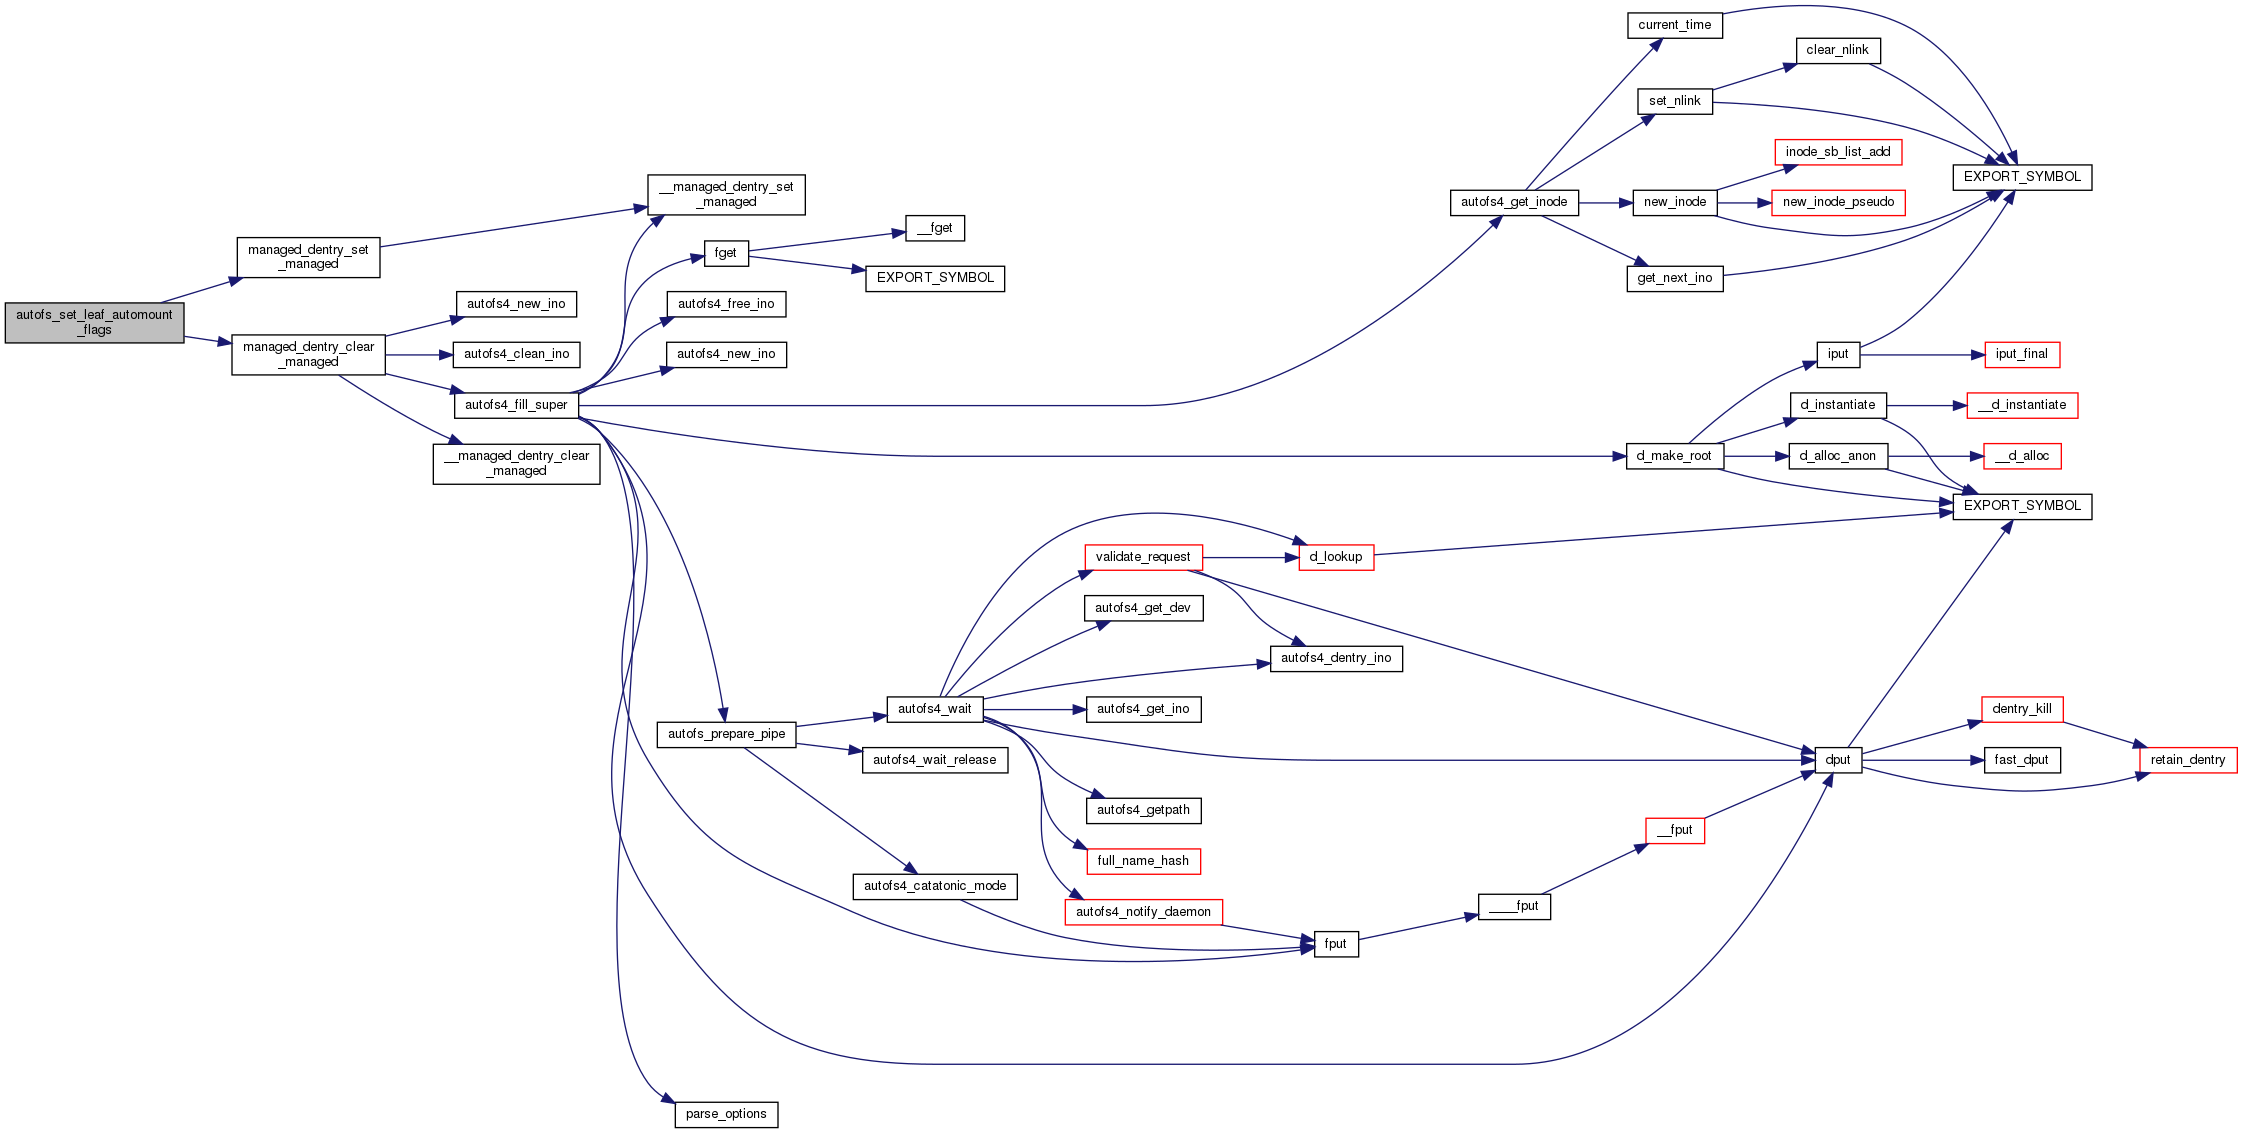 autofs_set_leaf_automount
_flags
managed_dentry_set
_managed
managed_dentry_clear
_managed
autofs4_new_ino
autofs4_clean_ino
autofs4_fill_super
__managed_dentry_clear
_managed
__managed_dentry_set
_managed
fget
autofs4_free_ino
autofs4_new_ino
autofs_prepare_pipe
parse_options
__fget
EXPORT_SYMBOL
autofs4_wait
autofs4_wait_release
autofs4_catatonic_mode
validate_request
autofs4_get_dev
autofs4_get_ino
autofs4_getpath
full_name_hash
autofs4_notify_daemon
d_lookup
autofs4_dentry_ino
fput
autofs4_get_inode
____fput
current_time
set_nlink
new_inode
get_next_ino
d_make_root
__fput
clear_nlink
inode_sb_list_add
new_inode_pseudo
iput
d_instantiate
d_alloc_anon
dput
EXPORT_SYMBOL
iput_final
__d_instantiate
__d_alloc
EXPORT_SYMBOL
dentry_kill
fast_dput
retain_dentry